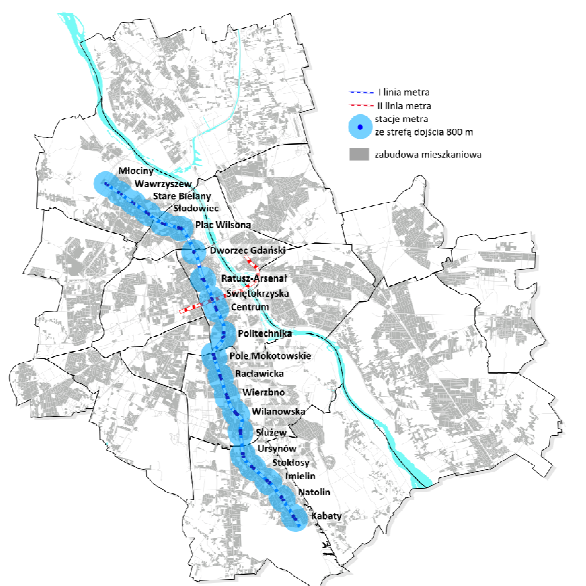 I linia metra
II linia metra
stacje metra
ze strefą dojścia 800 m
zabudowa mieszkaniowa
Młociny
Wawrzyszew
Stare Bielany
Słodowiec
Plac Wilsona
Dworzec Gdański
Ratusz-Arsenał
Świętokrzyska
Centrum
Politechnika
Pole Mokotowskie
Racławicka
Wierzbno
Wilanowska
Służew
Ursynów
Stokłosy
Imielin
Natolin
Kabaty